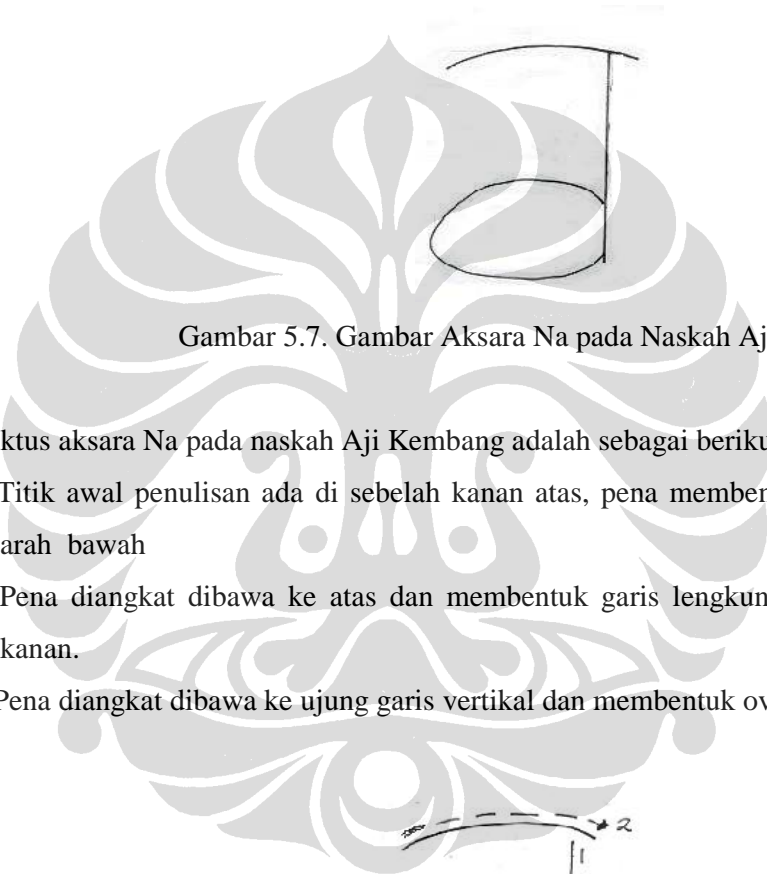 Gambar 5.7. Gambar Aksara Na pada Naskah Aj
ktus aksara Na pada naskah Aji Kembang adalah sebagai beriku
Titik awal penulisan ada di sebelah kanan atas, pena member
arah bawah
Pena diangkat dibawa ke atas dan membentuk garis lengkun
kanan.
Pena diangkat dibawa ke ujung garis vertikal dan membentuk ov
2
1